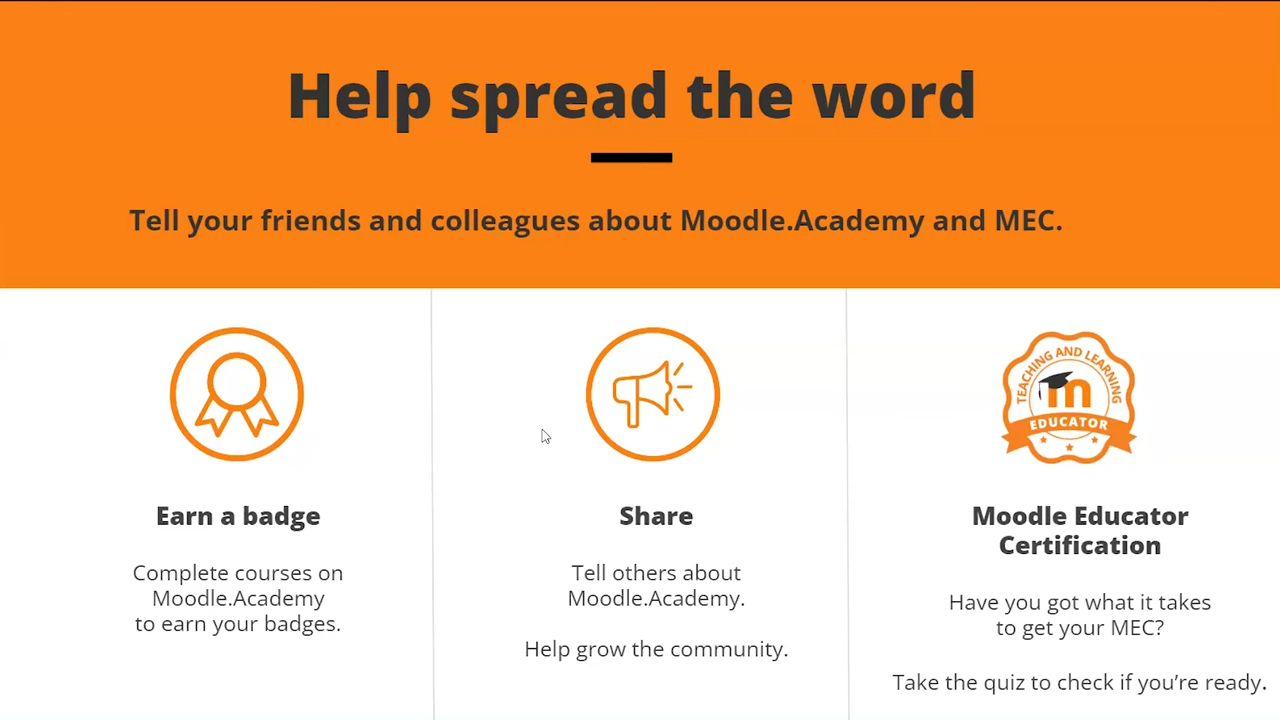 Help spread the word
Tell your friends and colleagues about Moodle.Academy and MEC.
Earn a badge
Complete courses on
Moodle.Academy
to earn your badges.
Share
Tell others about
Moodle.Academy.
Help grow the community.
TEACHING AND LEARNING
m
EDUCATOR
Moodle Educator
Certification
Have you got what it takes
to get your MEC?
Take the quiz to check if you’re ready.